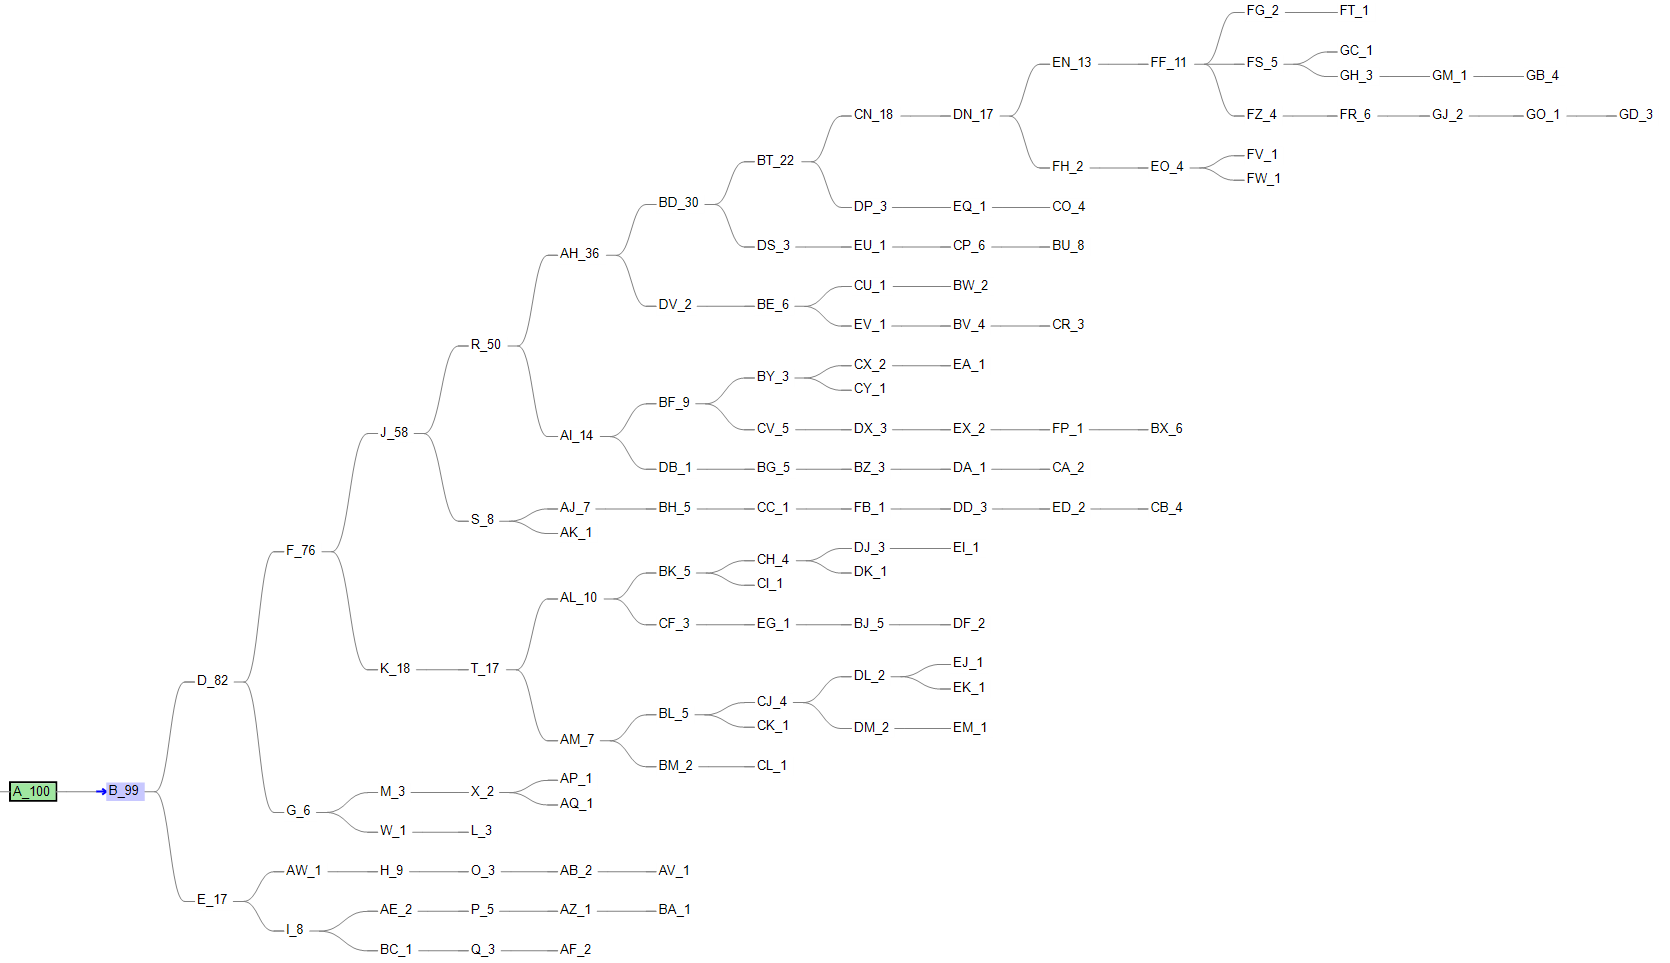 FG_2 FT_1
GC_1
EN_13 FF_11 FS_5
GH_3 GM_1 GB_4
CN_18 DN_17 FZ_4 FR_6 GJ_2 GO_1 GD_3
FV_1
BT_22 FH_2 EO_4
FW_1
BD_30 DP_3 EQ_1 CO_4
AH_36 DS_3 EU_1 CP_6 BU_8
CU_1 BW_2
DV_2 BE_6
EV_1 BV_4 CR_3
R_50
CX_2 EA_1
BY_3
CY_1
BF_9
J_58 AI_14 CV_5 DX_3 EX_2 FP_1 BX_6
DB_1 BG_5 BZ_3 DA_1 CA_2
AJ_7 BH_5 CC_1 FB_1 DD_3 ED_2 CB_4
S_8
AK_1
F_76 DJ_3 EI_1
CH_4
BK_5 DK_1
CI_1
AL_10
CF_3 EG_1 BJ_5 DF_2
K_18 T_17 EJ_1
D_82 DL_2
EK_1
CJ_4
BL_5
CK_1 DM_2 EM_1
AM_7
BM_2 CL_1
AP_1
A_100 B_99 M_3 X_2
AQ_1
G_6
W_1 L_3
AW_1 H_9 O_3 AB_2 AV_1
E_17
AE_2 P_5 AZ_1 BA_1
I_8
BC_1 Q_3 AF_2